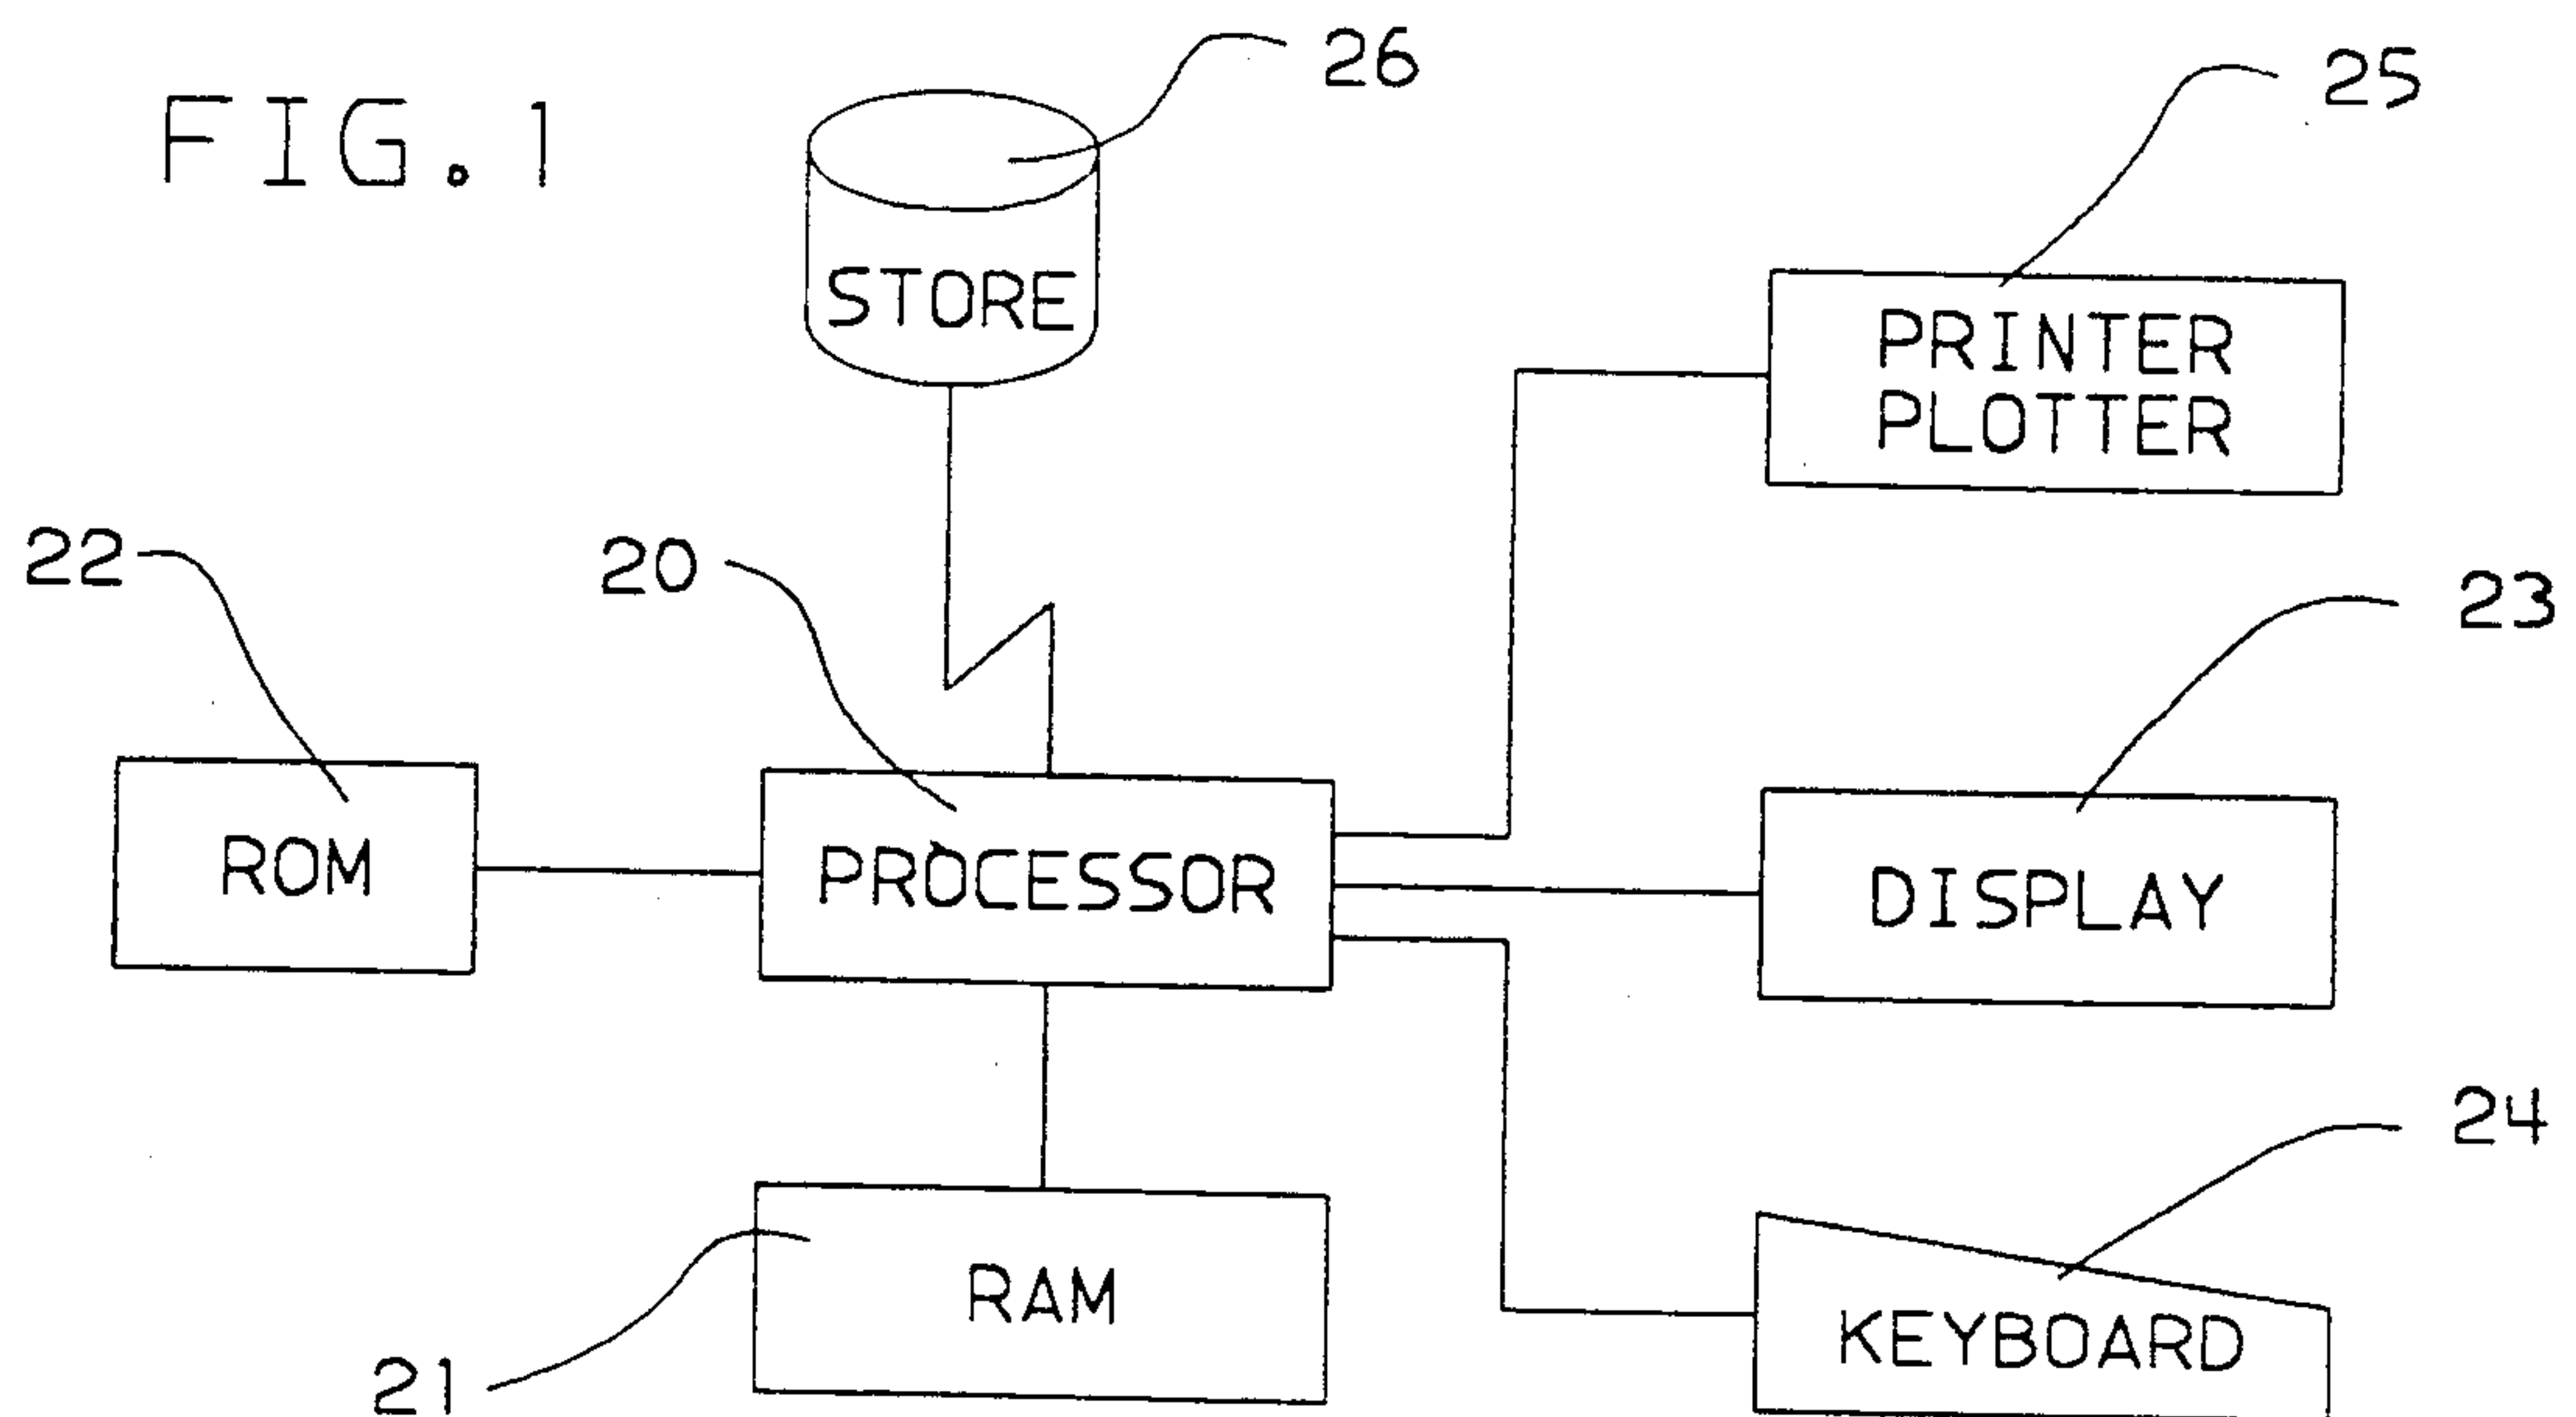 FIG.1
26
25
STORE
PRINTER
PLOTTER
22
20
23
ROM
PROCESSOR
DISPLAY
24
RAM
KEYBOARD
21